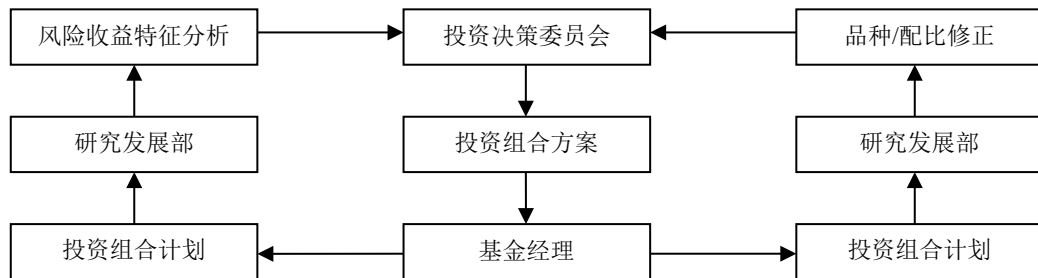 风险收益特征分析
投资决策委员会
品种/配比修正
研究发展部
投资组合方案
研究发展部
投资组合计划
基金经理
投资组合计划